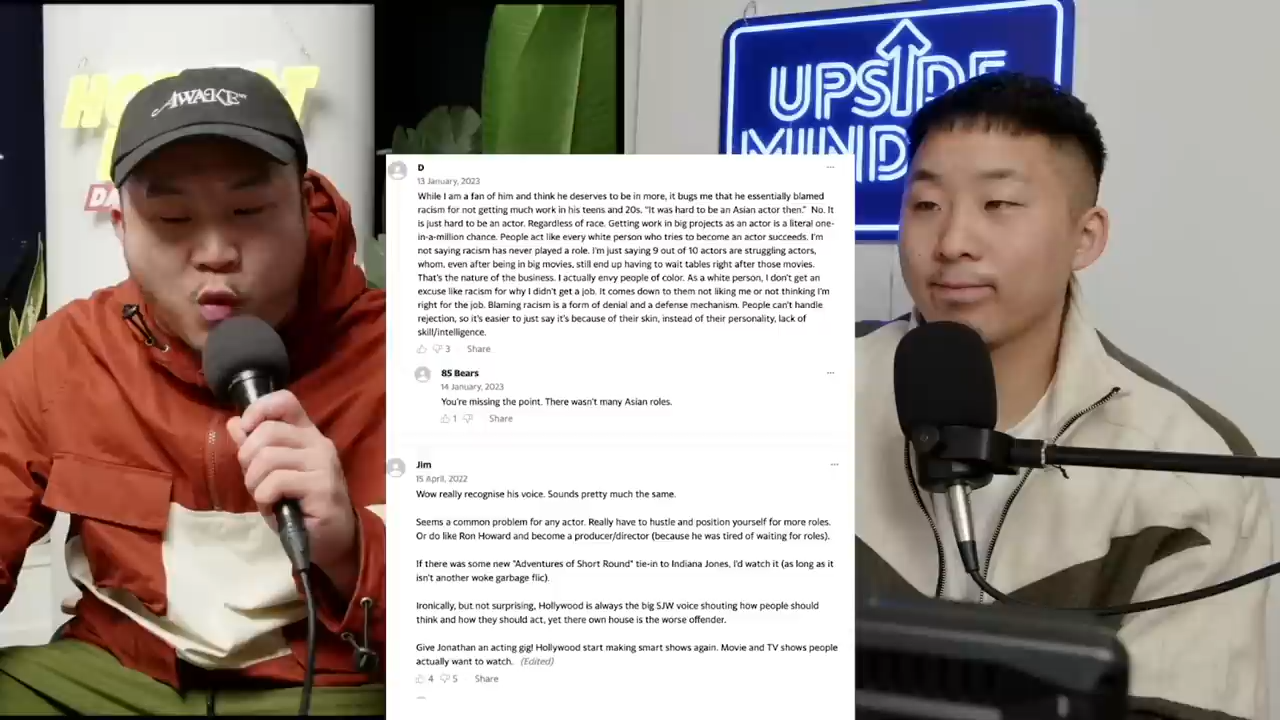 AWAKE
UPSIDE
MIND
D
13 January, 2023
While I am a fan of him and think he deserves to be in more, it bugs me that he essentially blamed
racism for not getting much work in his teens and 20s. "It was hard to be an Asian actor then." No. It
is just hard to be an actor. Regardless of race. Getting work in big projects as an actor is a literal one-
in-a-million chance. People act like every white person who tries to become an actor succeeds. I'm
not saying racism has never played a role. I'm just saying 9 out of 10 actors are struggling actors,
whom, even after being in big movies, still end up having to wait tables right after those movies.
That's the nature of the business. I actually envy people of color. As a white person, I don't get an
excuse like racism for why I didn't get a job. It comes down to them not liking me or not thinking I'm
right for the job. Blaming racism is a form of denial and a defense mechanism. People can't handle
rejection, so it's easier to just say it's because of their skin, instead of their personality, lack of
skill/intelligence.
3 Share
85 Bears
14 January, 2023
You're missing the point. There wasn't many Asian roles.
1 Share
Jim
15 April, 2022
Wow really recognise his voice. Sounds pretty much the same.
Seems a common problem for any actor. Really have to hustle and position yourself for more roles.
Or do like Ron Howard and become a producer/director (because he was tired of waiting for roles).
If there was some new "Adventures of Short Round" tie-in to Indiana Jones, I'd watch it (as long as it
isn't another woke garbage flic).
Ironically, but not surprising, Hollywood is always the big SJW voice shouting how people should
think and how they should act, yet there own house is the worse offender.
Give Jonathan an acting gig! Hollywood start making smart shows again. Movie and TV shows people
actually want to watch. (Edited)
4 5 Share